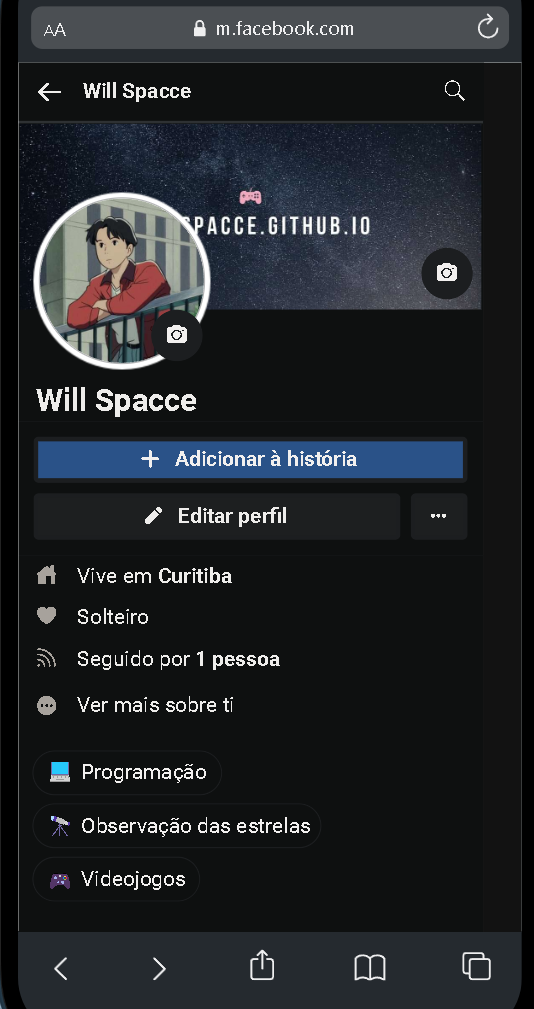 AA m.facebook.com
Will Spacce
SPACCE.GITHUB.IO
Will Spacce
Adicionar à história
Editar perfil
Vive em Curitiba
Solteiro
Seguido por 1 pessoa
Ver mais sobre ti
Programação
Observação das estrelas
Videojogos